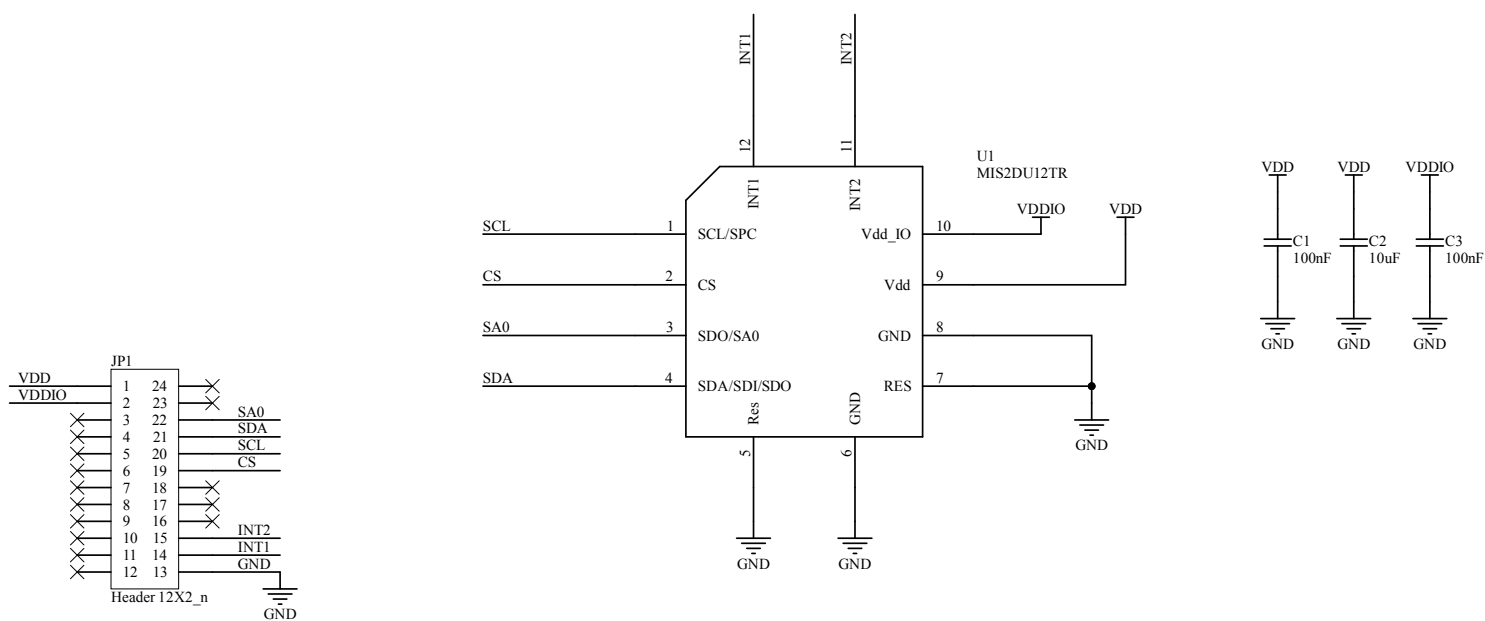 INT1
INT2
12
11
U1
MIS2DU12TR
INT1
INT2
VDDIO
VDD
SCL
1
SCL/SPC
Vdd_IO
10
CS
2
CS
Vdd
9
SA0
3
SDO/SA0
GND
8
SDA
4
SDA/SDI/SDO
RES
7
Res
GND
5
6
GND
GND
GND
VDD
VDD
VDDIO
C1
100nF
C2
10uF
C3
100nF
GND
GND
GND
JP1
VDD
1
24
VDDIO
2
23
3
22
SA0
4
21
SDA
5
20
SCL
6
19
CS
7
18
8
17
9
16
10
15
INT2
11
14
INT1
12
13
GND
Header 12X2_n
GND